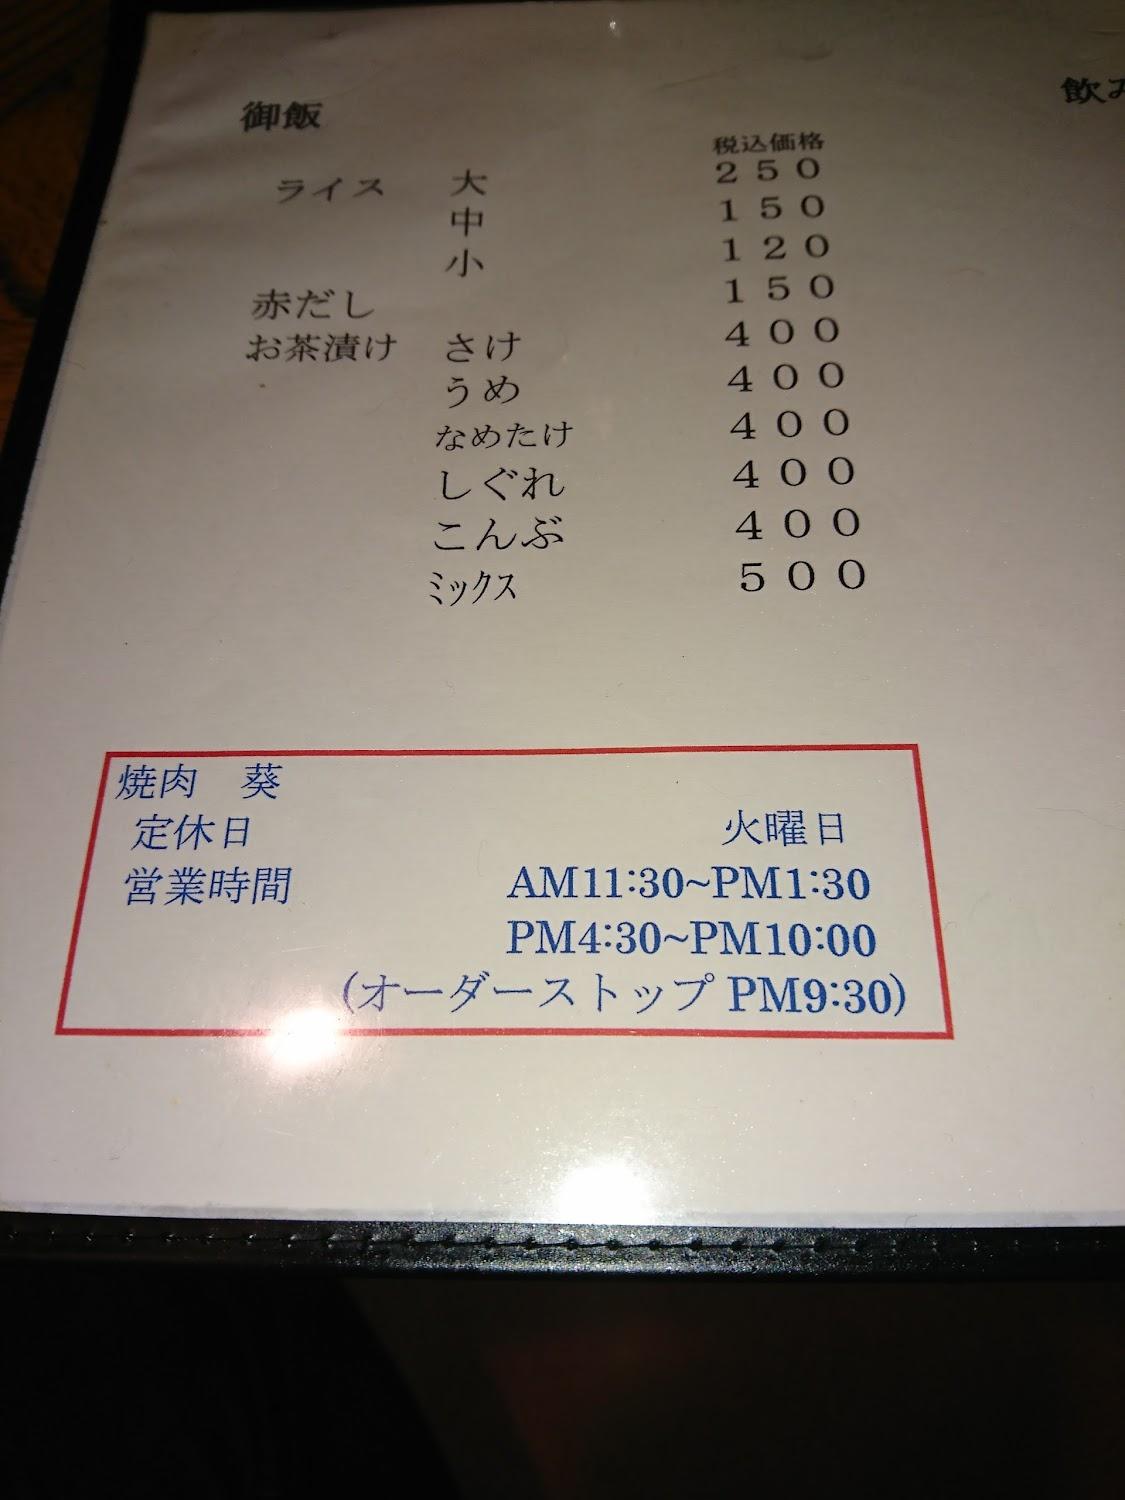 御飯
税込価格
ライス 大 250
中 150
小 120
赤だし 150
お茶漬け さけ 400
うめ 400
なめたけ 400
しぐれ 400
こんぶ 400
ミックス 500
飲み
焼肉　葵
定休日 火曜日
営業時間 AM11:30~PM1:30
PM4:30~PM10:00
(オーダーストップ PM9:30)